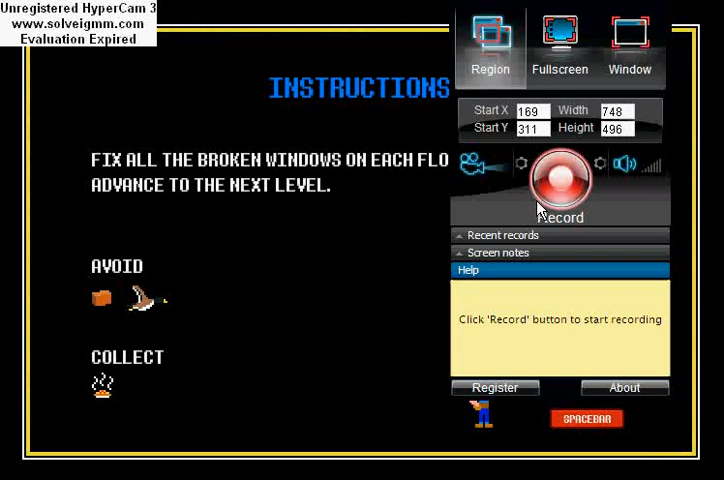 Unregistered HyperCam 3
www.solveigmm.com
Evaluation Expired
Region
Fullscreen
Window
Start X 169 Width 748
Start Y 311 Height 496
Record
Recent records
Screen notes
Help
Click 'Record' button to start recording
Register
About
INSTRUCTIONS
FIX ALL THE BROKEN WINDOWS ON EACH FLO
ADVANCE TO THE NEXT LEVEL.
AVOID
COLLECT
SPACEBAR